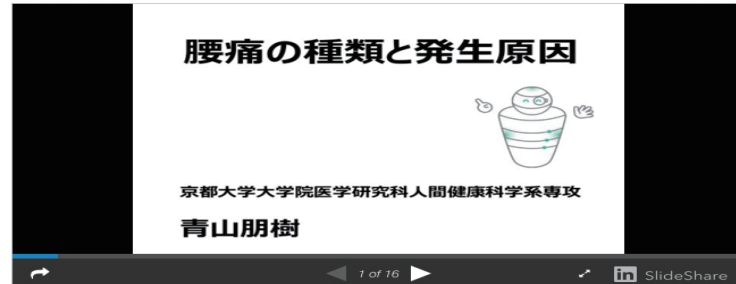 腰痛の種類と発生原因
京都大学大学院医学研究科人間健康科学系専攻
青山朋樹
1 of 16
in SlideShare